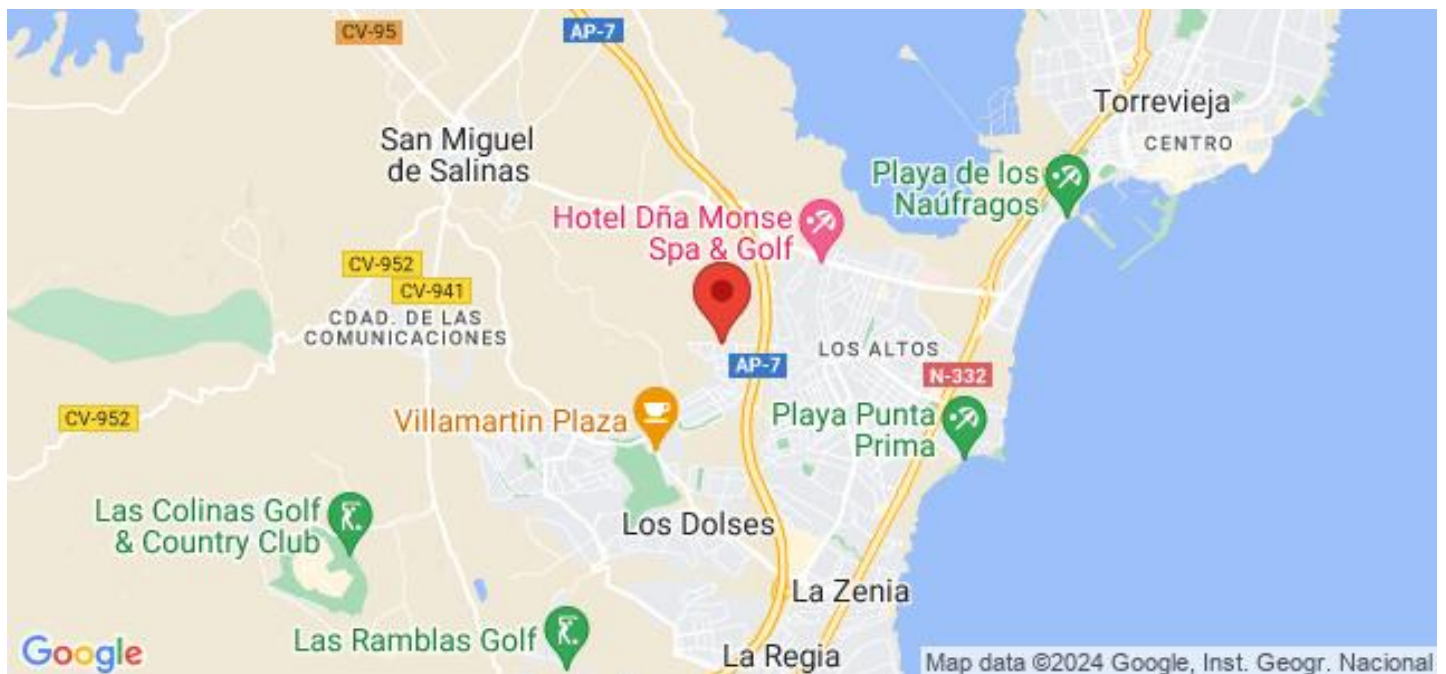 CV-95
AP-7
Torrevieja
CENTRO
San Miguel
de Salinas
Playa de los
Naúfragos
Hotel Dña Monse
Spa & Golf
CV-952
CV-941
CDAD. DE LAS
COMUNICACIONES
LOS ALTOS
AP-7
N-332
CV-952
Villamartin Plaza
Playa Punta
Prima
Las Colinas Golf
& Country Club
Los Dolses
La Zenia
Las Ramblas Golf
La Regia
Google
Map data ©2024 Google, Inst. Geogr. Nacional